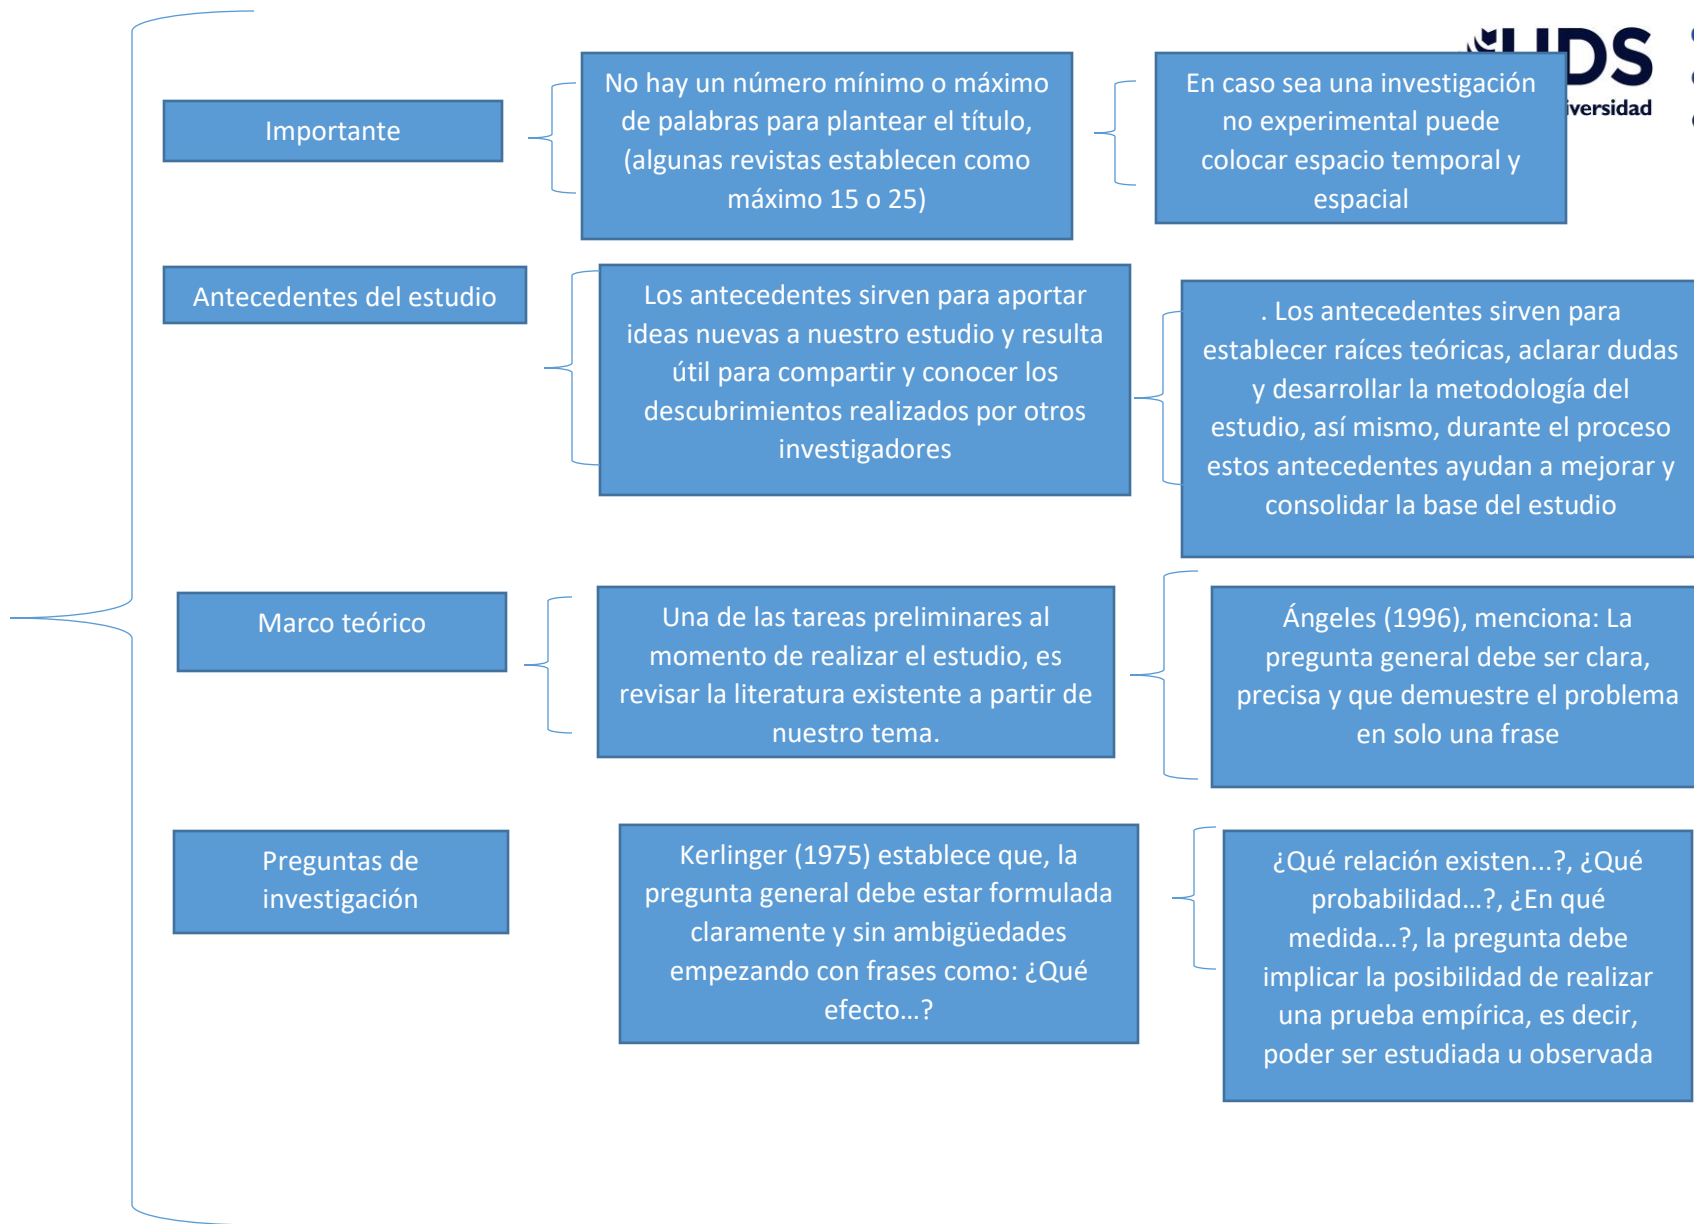 UDS
iversidad
Importante
No hay un número mínimo o máximo
de palabras para plantear el título,
(algunas revistas establecen como
máximo 15 o 25)
En caso sea una investigación
no experimental puede
colocar espacio temporal y
espacial
Antecedentes del estudio
Los antecedentes sirven para aportar
ideas nuevas a nuestro estudio y resulta
útil para compartir y conocer los
descubrimientos realizados por otros
investigadores
. Los antecedentes sirven para
establecer raíces teóricas, aclarar dudas
y desarrollar la metodología del
estudio, así mismo, durante el proceso
estos antecedentes ayudan a mejorar y
consolidar la base del estudio
Marco teórico
Una de las tareas preliminares al
momento de realizar el estudio, es
revisar la literatura existente a partir de
nuestro tema.
Ángeles (1996), menciona: La
pregunta general debe ser clara,
precisa y que demuestre el problema
en solo una frase
Preguntas de
investigación
Kerlinger (1975) establece que, la
pregunta general debe estar formulada
claramente y sin ambigüedades
empezando con frases como: ¿Qué
efecto…?
¿Qué relación existen...?, ¿Qué
probabilidad…?, ¿En qué
medida…?, la pregunta debe
implicar la posibilidad de realizar
una prueba empírica, es decir,
poder ser estudiada u observada